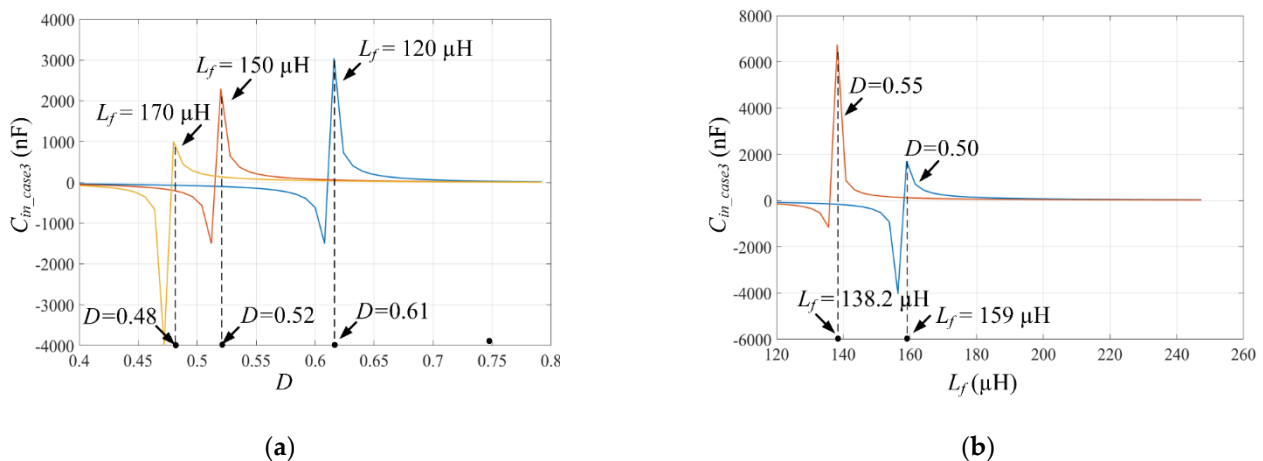 4000
3000
2000
1000
0
-1000
-2000
-3000
-4000
C_in_case3 (nF)
L_f = 170 µH
L_f = 150 µH
L_f = 120 µH
D=0.48
D=0.52
D=0.61
0.4 0.45 0.5 0.55 0.6 0.65 0.7 0.75 0.8
D
(a)
8000
6000
4000
2000
0
-2000
-4000
-6000
C_in_case3 (nF)
D=0.55
D=0.50
L_f = 138.2 µH
L_f = 159 µH
120 140 160 180 200 220 240 260
L_f (µH)
(b)